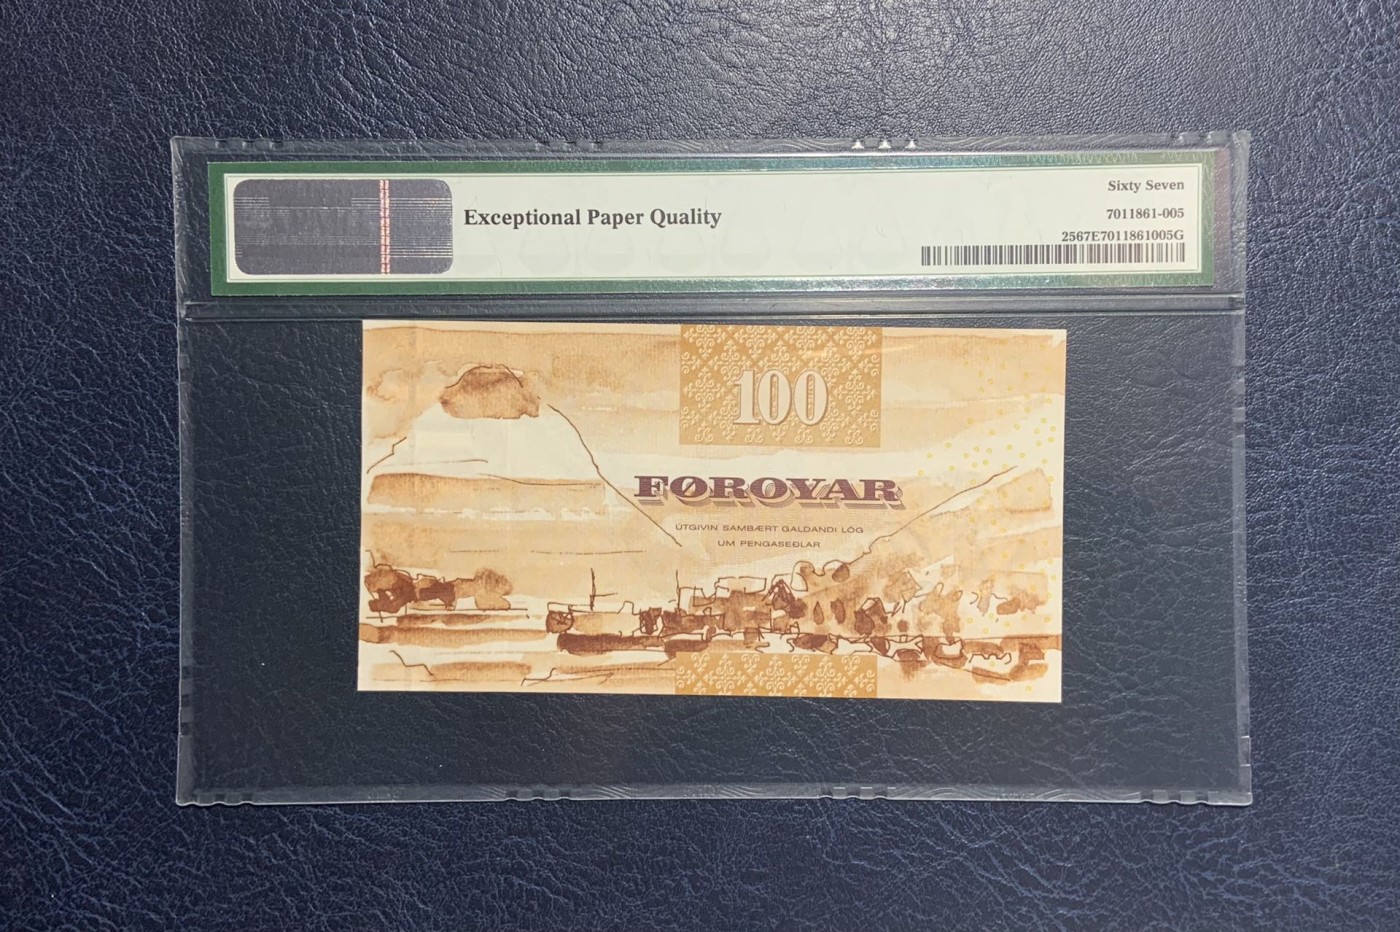 Exceptional Paper Quality
Sixty Seven
7011861-005
2567E7011861005G
100
FØROYAR
ÚTGIVIN SAMBÆRT GALDANDI LÓG
UM PENGASEÐLAR